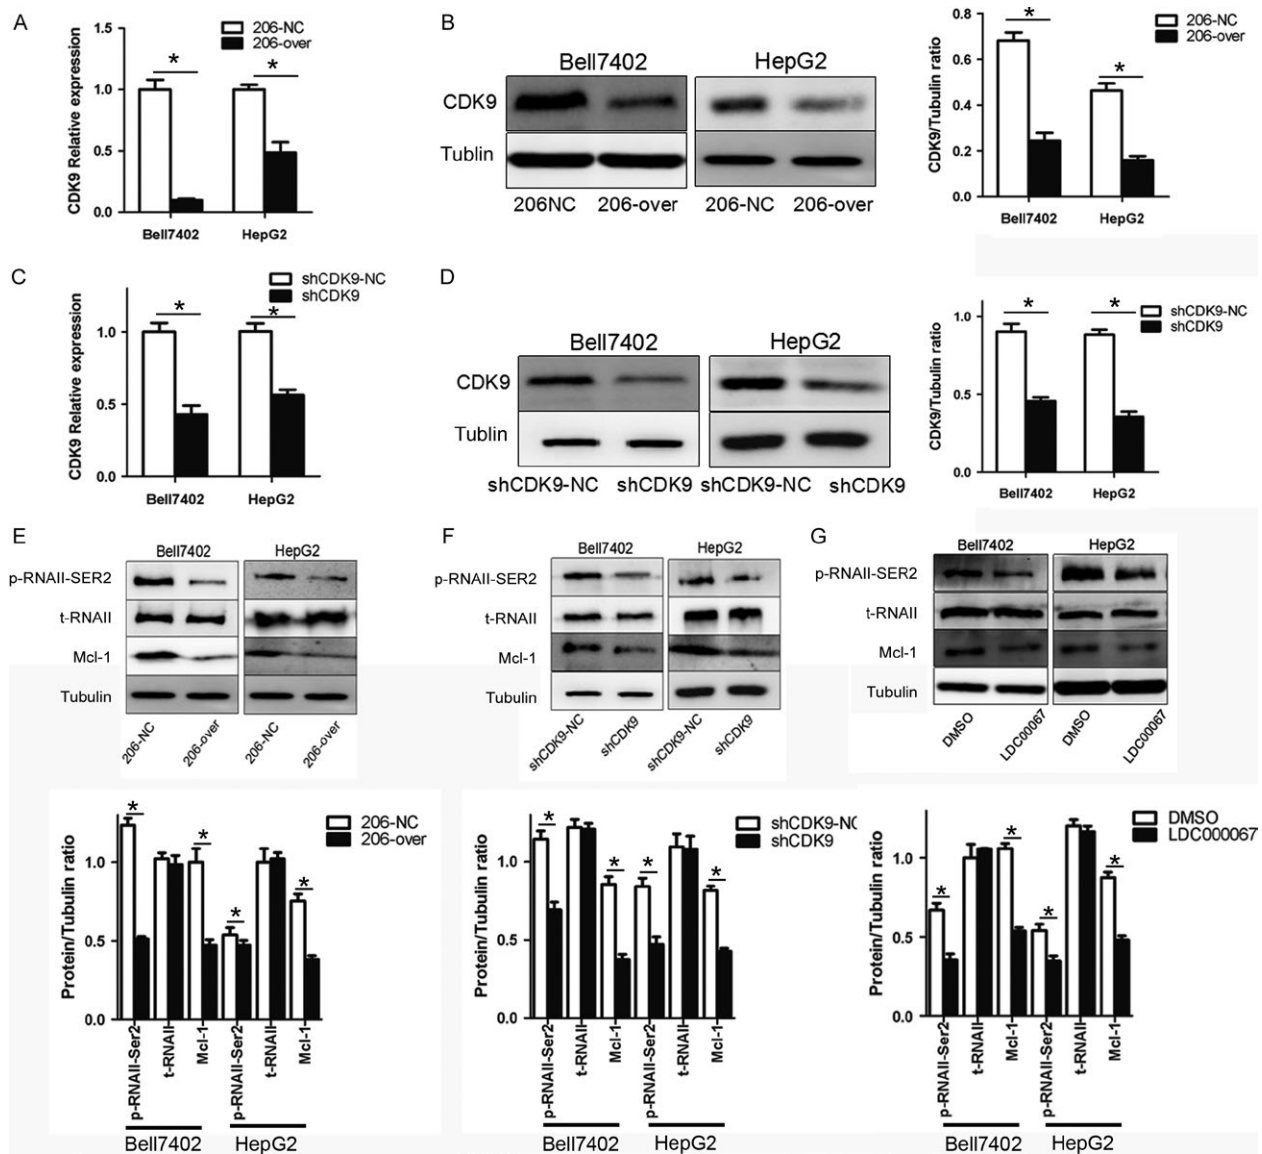 A
1.5
1.0
0.5
0.0
CDK9 Relative expression
206-NC
206-over
*
*
Bell7402
HepG2
B
Bell7402
HepG2
CDK9
Tublin
206NC
206-over
206-NC
206-over
0.8
0.6
0.4
0.2
0.0
CDK9/Tubulin ratio
206-NC
206-over
*
*
Bell7402
HepG2
C
1.0
0.5
0.0
CDK9 Relative expression
shCDK9-NC
shCDK9
*
*
Bell7402
HepG2
D
Bell7402
HepG2
CDK9
Tublin
shCDK9-NC
shCDK9
shCDK9-NC
shCDK9
1.0
0.5
0.0
CDK9/Tubulin ratio
shCDK9-NC
shCDK9
*
*
Bell7402
HepG2
E
Bell7402
HepG2
p-RNAII-SER2
t-RNAII
Mcl-1
Tubulin
206-NC
206-over
206-NC
206-over
1.0
0.5
0.0
Protein/Tubulin ratio
206-NC
206-over
*
*
*
*
p-RNAII-Ser2
t-RNAII
Mcl-1
p-RNAII-Ser2
t-RNAII
Mcl-1
Bell7402
HepG2
F
Bell7402
HepG2
p-RNAII-SER2
t-RNAII
Mcl-1
Tubulin
shCDK9-NC
shCDK9
shCDK9-NC
shCDK9
1.0
0.5
0.0
Protein/Tubulin ratio
shCDK9-NC
shCDK9
*
*
*
*
p-RNAII-Ser2
t-RNAII
Mcl-1
p-RNAII-Ser2
t-RNAII
Mcl-1
Bell7402
HepG2
G
Bell7402
HepG2
p-RNAII-SER2
t-RNAII
Mcl-1
Tubulin
DMSO
LDC00067
DMSO
LDC00067
1.0
0.5
0.0
Protein/Tubulin ratio
DMSO
LDC000067
*
*
*
*
p-RNAII-Ser2
t-RNAII
Mcl-1
p-RNAII-Ser2
t-RNAII
Mcl-1
Bell7402
HepG2